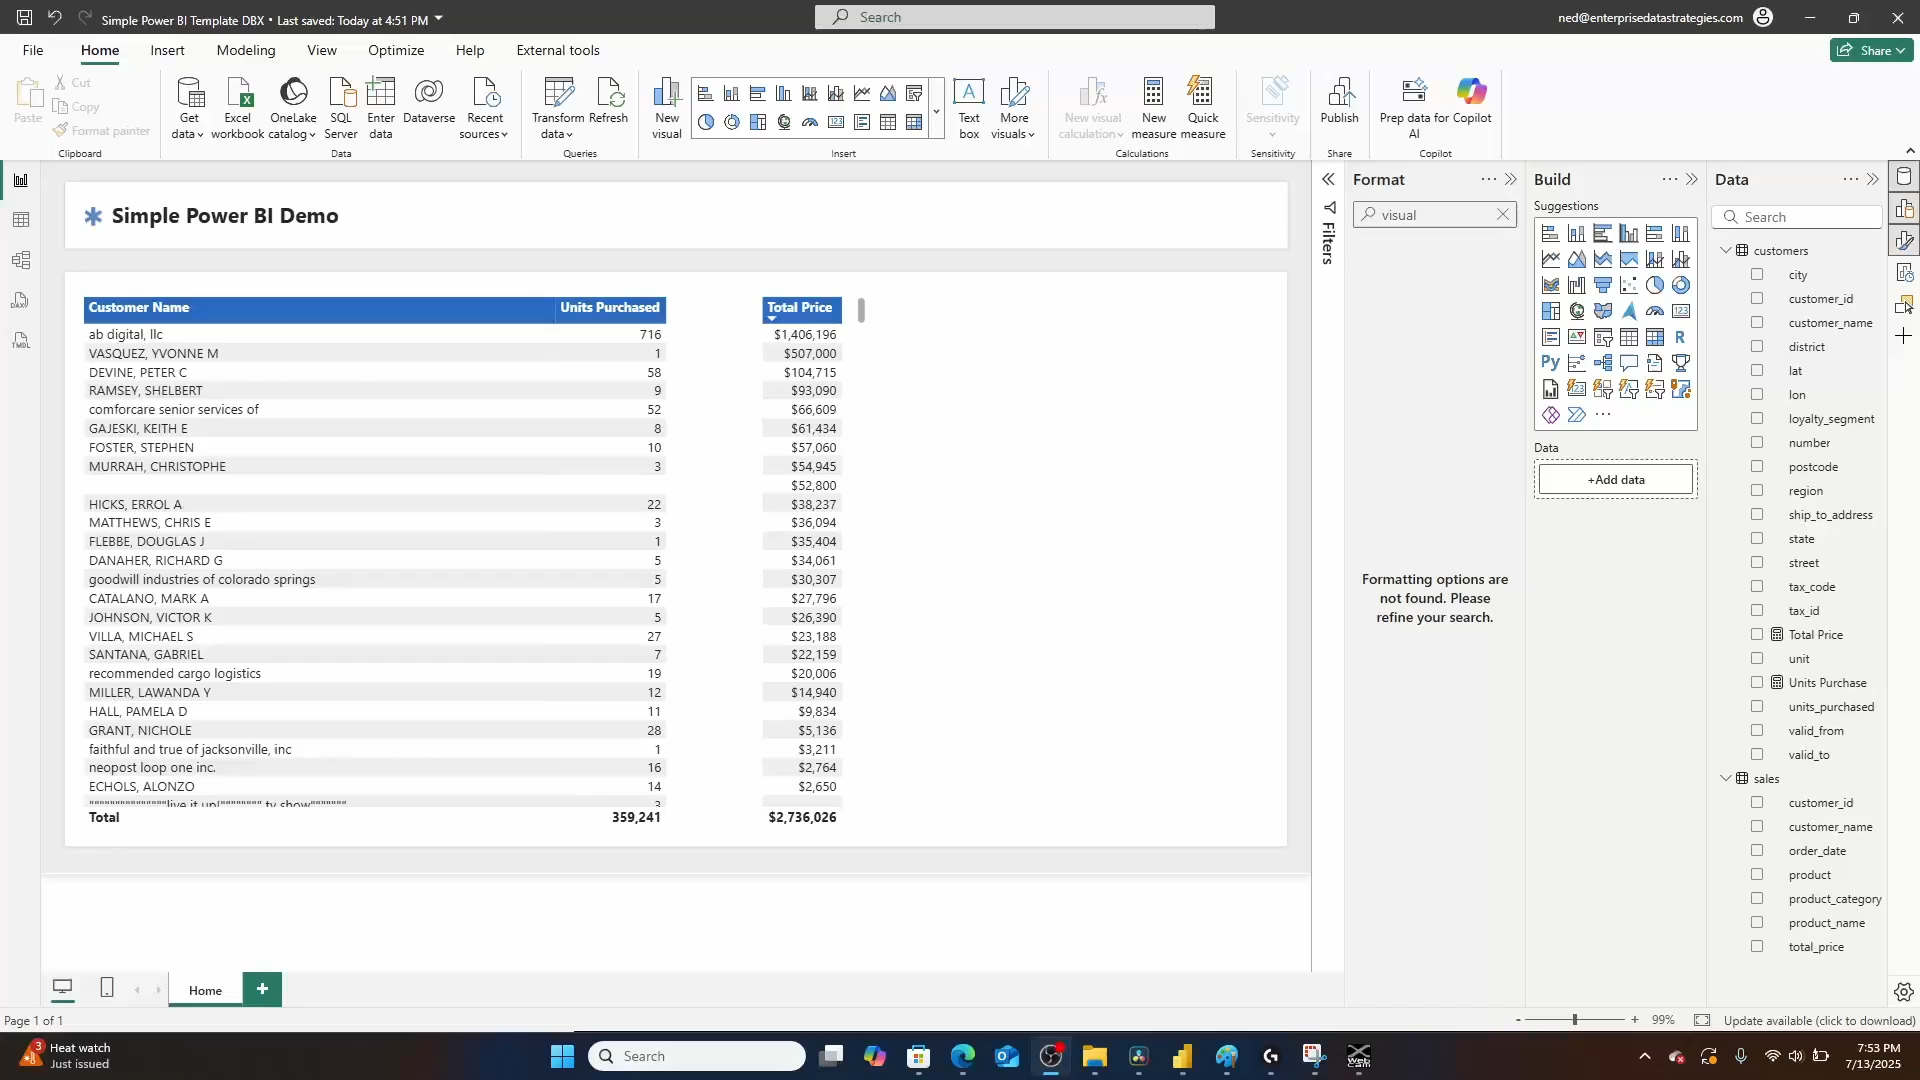 Simple Power BI Template DBX • Last saved: Today at 4:51 PM
Search
ned@enterprisedatastrategies.com
File
Home
Insert
Modeling
View
Optimize
Help
External tools
Share
Paste
Cut
Copy
Format painter
Clipboard
Get data
Excel workbook
OneLake catalog
SQL Server
Enter data
Dataverse
Recent sources
Data
Transform data
Refresh
Queries
New visual
Text box
More visuals
Insert
New visual calculation
New measure
Quick measure
Calculations
Sensitivity
Sensitivity
Publish
Share
Prep data for AI
Copilot
Copilot
Simple Power BI Demo
Customer Name Units Purchased Total Price
ab digital, llc 716 $1,406,196
VASQUEZ, YVONNE M 1 $507,000
DEVINE, PETER C 58 $104,715
RAMSEY, SHELBERT 9 $93,090
comforcare senior services of 52 $66,609
GAJESKI, KEITH E 8 $61,434
FOSTER, STEPHEN 10 $57,060
MURRAH, CHRISTOPHE 3 $54,945
$52,800
HICKS, ERROL A 22 $38,237
MATTHEWS, CHRIS E 3 $36,094
FLEBBE, DOUGLAS J 1 $35,404
DANAHER, RICHARD G 5 $34,061
goodwill industries of colorado springs 5 $30,307
CATALANO, MARK A 17 $27,796
JOHNSON, VICTOR K 5 $26,390
VILLA, MICHAEL S 27 $23,188
SANTANA, GABRIEL 7 $22,159
recommended cargo logistics 19 $20,006
MILLER, LAWANDA Y 12 $14,940
HALL, PAMELA D 11 $9,834
GRANT, NICHOLE 28 $5,136
faithful and true of jacksonville, inc 1 $3,211
neopost loop one inc. 16 $2,764
ECHOLS, ALONZO 14 $2,650
Total 359,241 $2,736,026
Filters
Format
visual
Formatting options are
not found. Please
refine your search.
Build
Suggestions
R
Py
Data
+Add data
Data
Search
customers
city
customer_id
customer_name
district
lat
lon
loyalty_segment
number
postcode
region
ship_to_address
state
street
tax_code
tax_id
Total Price
unit
Units Purchase
units_purchased
valid_from
valid_to
sales
customer_id
customer_name
order_date
product
product_category
product_name
total_price
DAX
TMDL
Home
Page 1 of 1
99%
Update available (click to download)
3
Heat watch
Just issued
Search
7:53 PM
7/13/2025